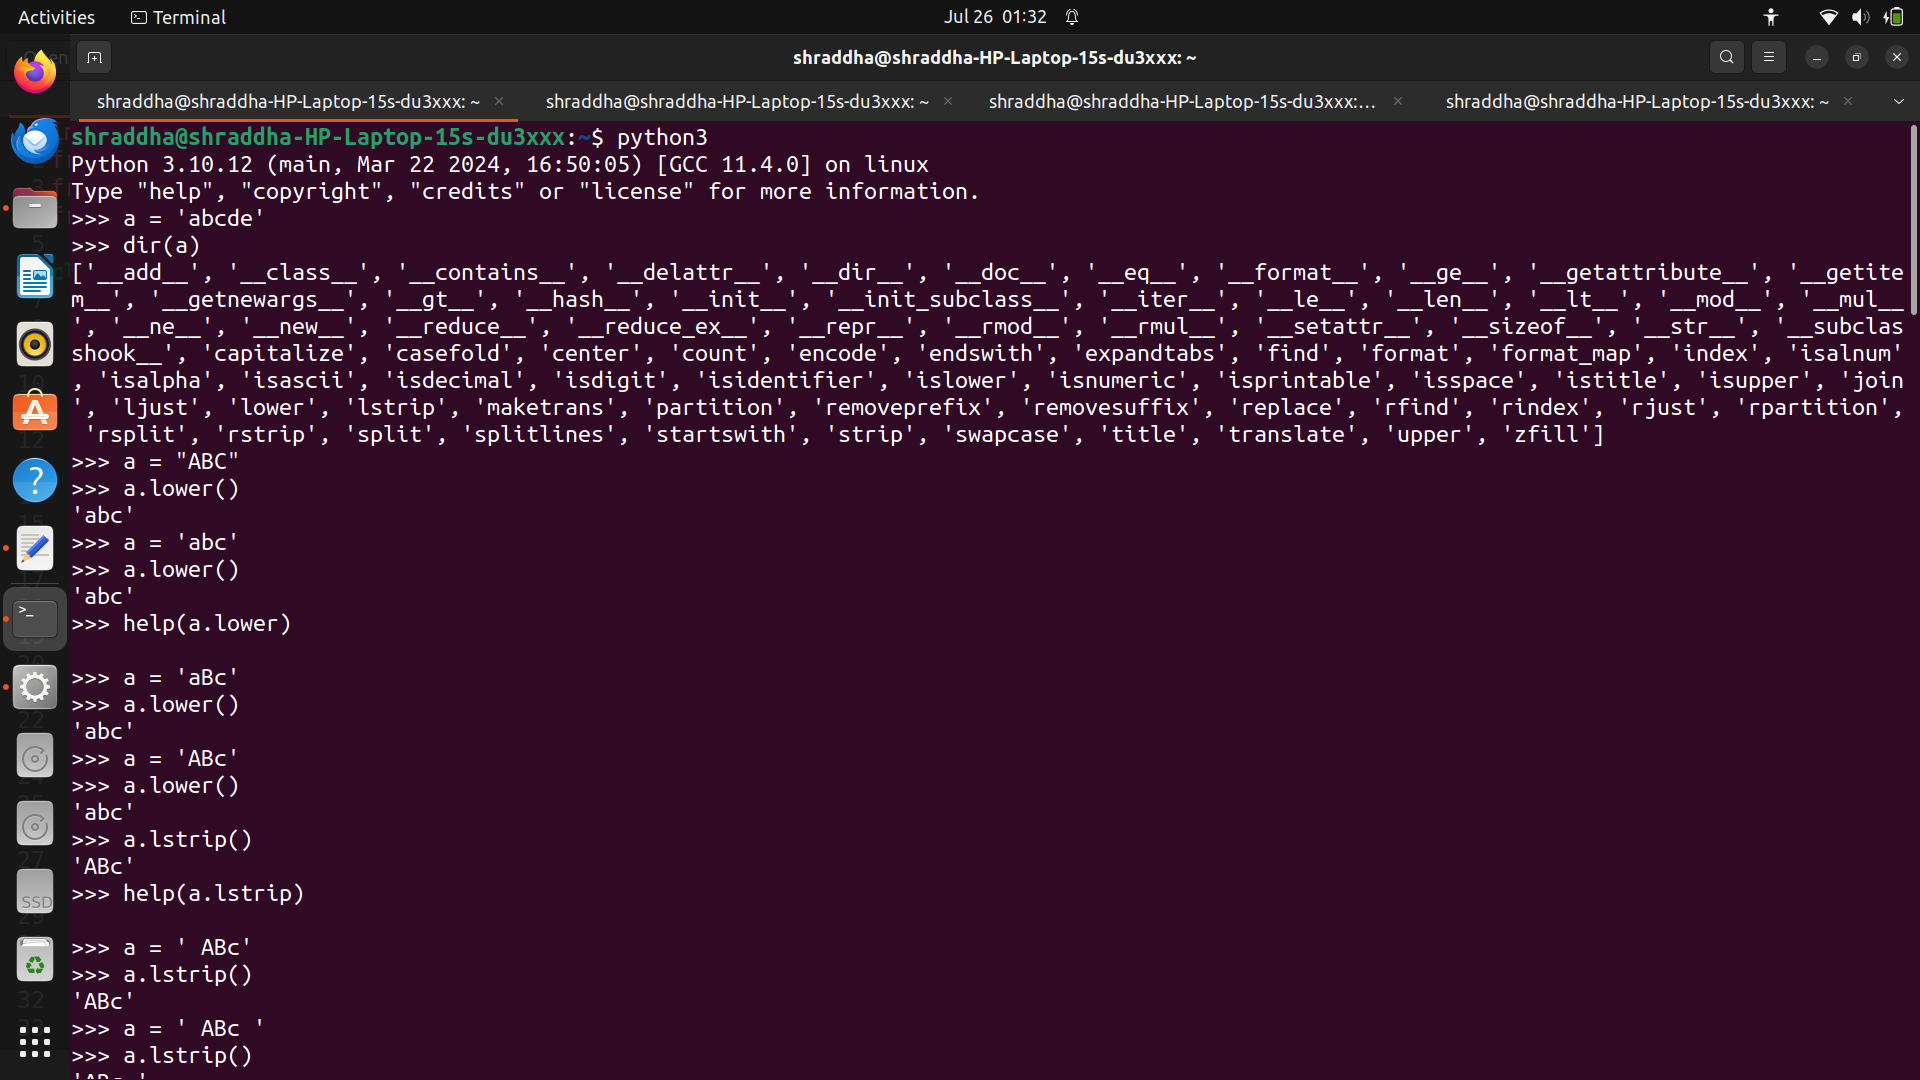 Activities Terminal Jul 26 01:32
shraddha@shraddha-HP-Laptop-15s-du3xxx: ~
shraddha@shraddha-HP-Laptop-15s-du3xxx: ~ × shraddha@shraddha-HP-Laptop-15s-du3xxx: ~ × shraddha@shraddha-HP-Laptop-15s-du3xxx:... × shraddha@shraddha-HP-Laptop-15s-du3xxx: ~ ×
shraddha@shraddha-HP-Laptop-15s-du3xxx:~$ python3
Python 3.10.12 (main, Mar 22 2024, 16:50:05) [GCC 11.4.0] on linux
Type "help", "copyright", "credits" or "license" for more information.
>>> a = 'abcde'
>>> dir(a)
['__add__', '__class__', '__contains__', '__delattr__', '__dir__', '__doc__', '__eq__', '__format__', '__ge__', '__getattribute__', '__gette
m__', '__getnewargs__', '__gt__', '__hash__', '__init__', '__init_subclass__', '__iter__', '__le__', '__len__', '__lt__', '__mod__', '__mul__
', '__ne__', '__new__', '__reduce__', '__reduce_ex__', '__repr__', '__rmod__', '__rmul__', '__setattr__', '__sizeof__', '__str__', '__subclas
shook__', 'capitalize', 'casefold', 'center', 'count', 'encode', 'endswith', 'expandtabs', 'find', 'format', 'format_map', 'index', 'isalnum'
, 'isalpha', 'isascii', 'isdecimal', 'isdigit', 'isidentifier', 'islower', 'isnumeric', 'isprintable', 'isspace', 'istitle', 'isupper', 'join
', 'ljust', 'lower', 'lstrip', 'maketrans', 'partition', 'removeprefix', 'removesuffix', 'replace', 'rfind', 'rindex', 'rjust', 'rpartition',
 'rsplit', 'rstrip', 'split', 'splitlines', 'startswith', 'strip', 'swapcase', 'title', 'translate', 'upper', 'zfill']
>>> a = "ABC"
>>> a.lower()
'abc'
>>> a = 'abc'
>>> a.lower()
'abc'
>>> help(a.lower)
>>> a = 'aBc'
>>> a.lower()
'abc'
>>> a = 'ABc'
>>> a.lower()
'abc'
>>> a.lstrip()
'ABc'
>>> help(a.lstrip)
SSD
>>> a = ' ABc'
>>> a.lstrip()
'ABc'
>>> a = ' ABc '
>>> a.lstrip()